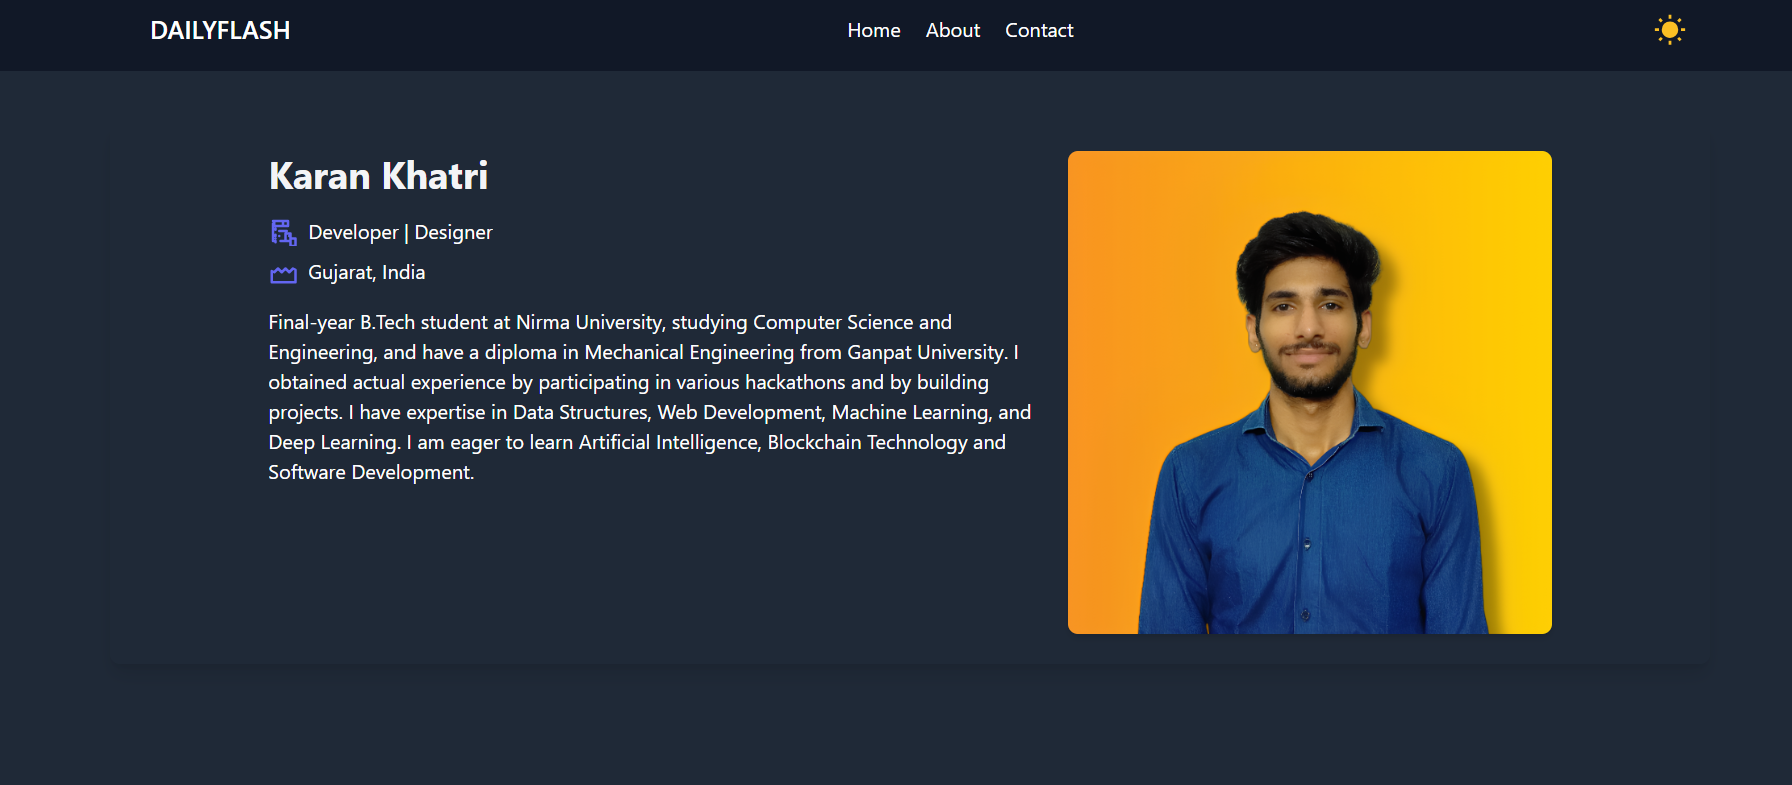 DAILYFLASH
Home About Contact
Karan Khatri
Developer | Designer
Gujarat, India
Final-year B.Tech student at Nirma University, studying Computer Science and
Engineering, and have a diploma in Mechanical Engineering from Ganpat University. I
obtained actual experience by participating in various hackathons and by building
projects. I have expertise in Data Structures, Web Development, Machine Learning, and
Deep Learning. I am eager to learn Artificial Intelligence, Blockchain Technology and
Software Development.